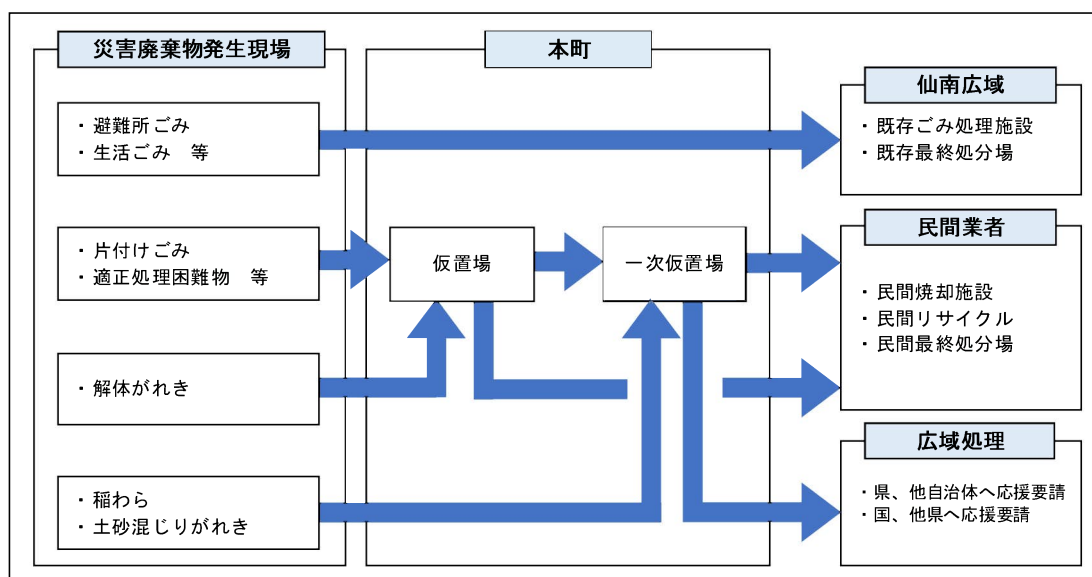 災害廃棄物発生現場
・避難所ごみ
・生活ごみ　等
・片付けごみ
・適正処理困難物　等
・解体がれき
・稲わら
・土砂混じりがれき
本町
仮置場
一次仮置場
仙南広域
・既存ごみ処理施設
・既存最終処分場
民間業者
・民間焼却施設
・民間リサイクル
・民間最終処分場
広域処理
・県、他自治体へ応援要請
・国、他県へ応援要請